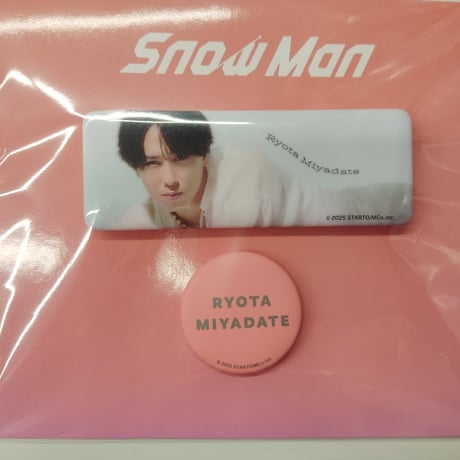 Snow Man
Ryota Miyadate
©2025 STARTO/MCo.inc.
RYOTA
MIYADATE
©2025 STARTO/MCo.inc.